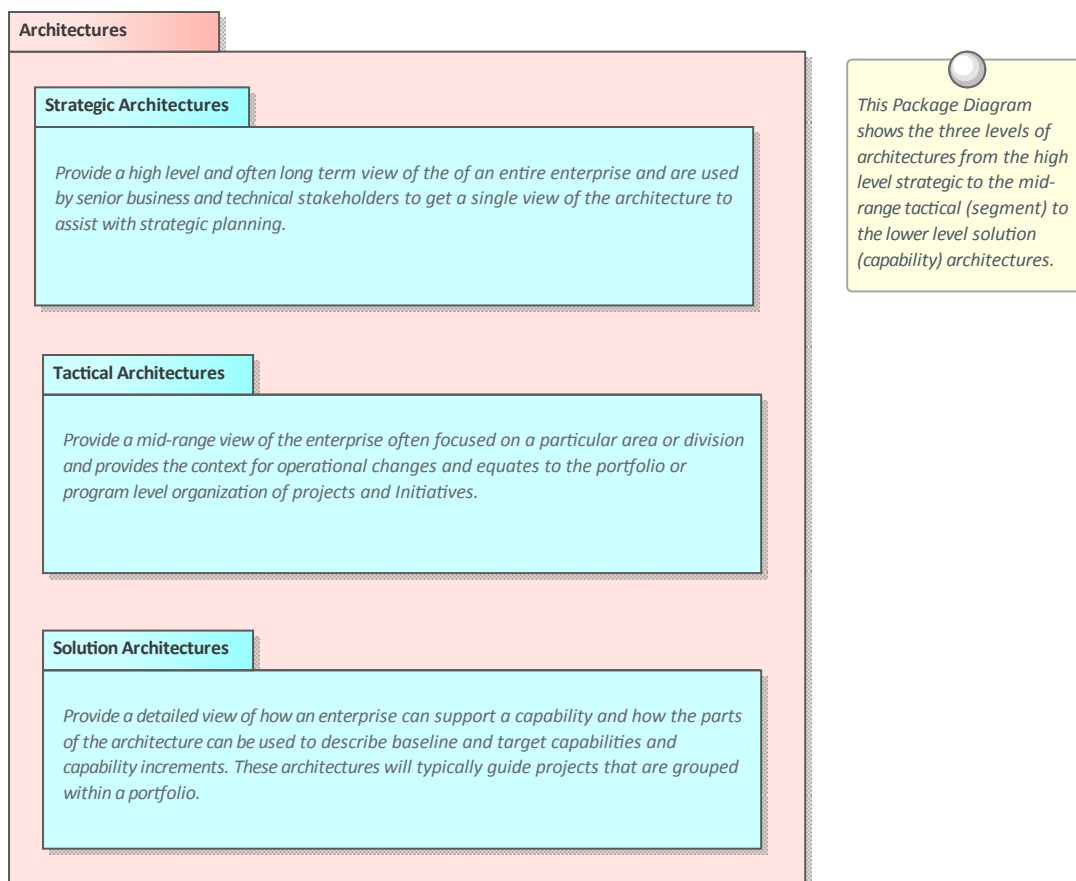 Architectures
Strategic Architectures
Provide a high level and often long term view of the of an entire enterprise and are used
by senior business and technical stakeholders to get a single view of the architecture to
assist with strategic planning.
Tactical Architectures
Provide a mid-range view of the enterprise often focused on a particular area or division
and provides the context for operational changes and equates to the portfolio or
program level organization of projects and Initiatives.
Solution Architectures
Provide a detailed view of how an enterprise can support a capability and how the parts
of the architecture can be used to describe baseline and target capabilities and
capability increments. These architectures will typically guide projects that are grouped
within a portfolio.
This Package Diagram
shows the three levels of
architectures from the high
level strategic to the mid-
range tactical (segment) to
the lower level solution
(capability) architectures.